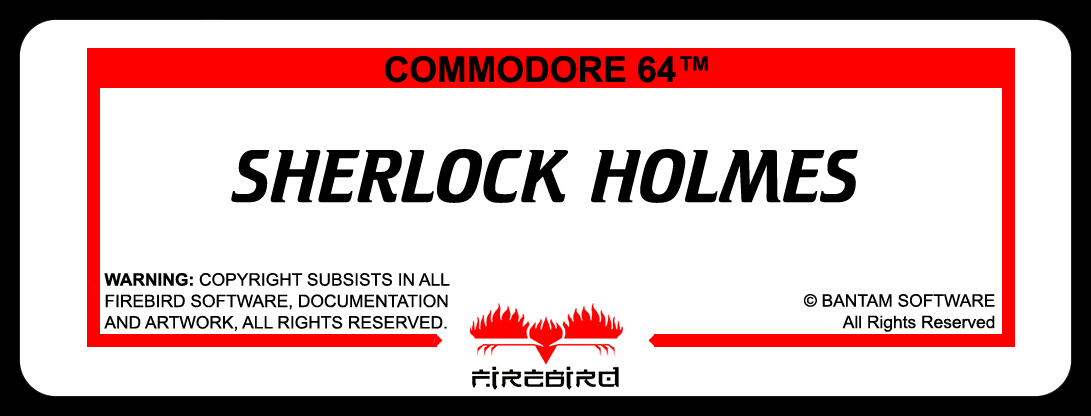 COMMODORE 64™
SHERLOCK HOLMES
WARNING: COPYRIGHT SUBSISTS IN ALL
FIREBIRD SOFTWARE, DOCUMENTATION
AND ARTWORK, ALL RIGHTS RESERVED.
© BANTAM SOFTWARE
All Rights Reserved
FIREBIRD